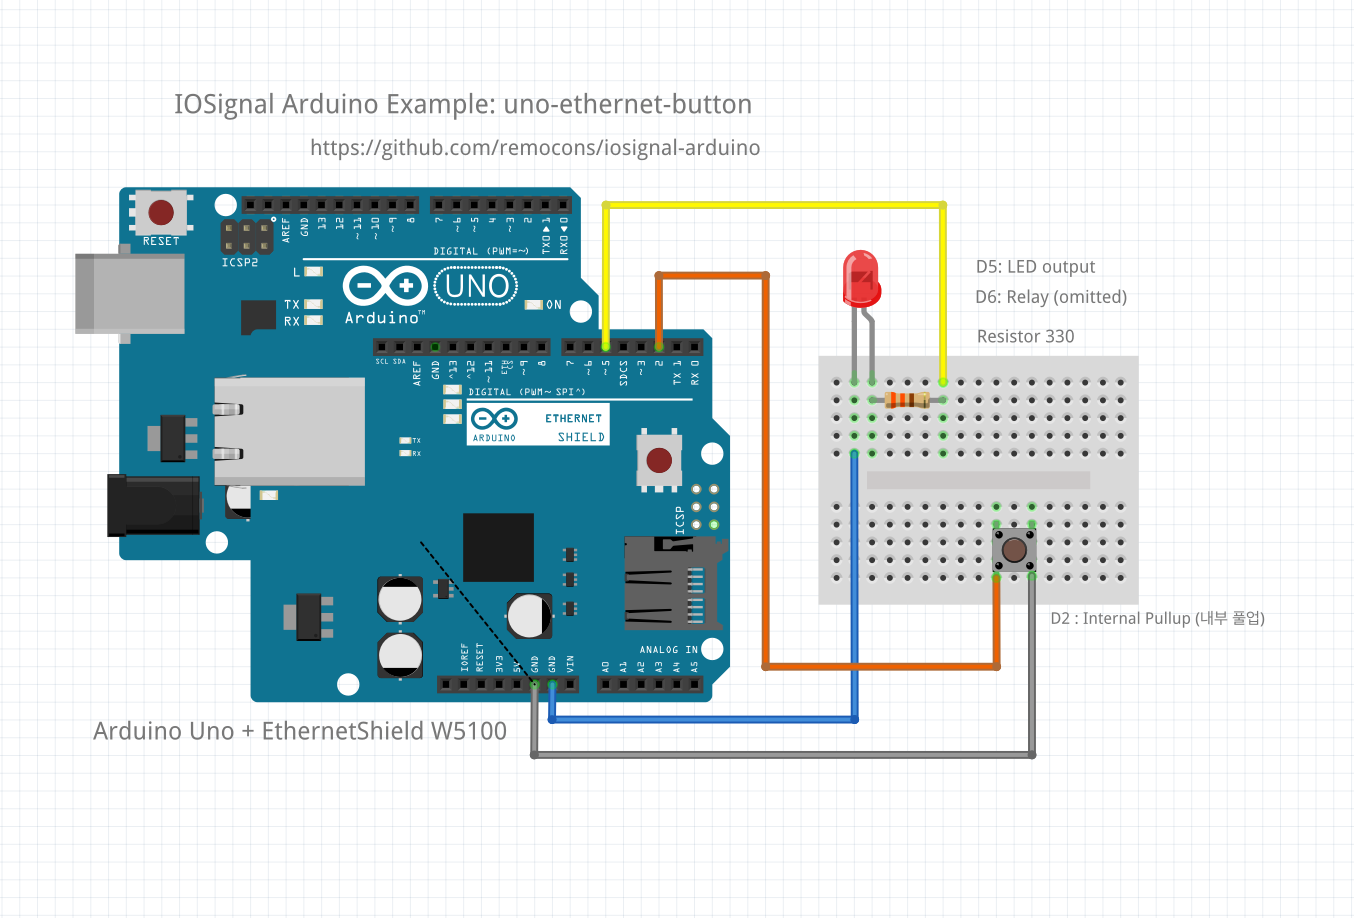 IOSignal Arduino Example: uno-ethernet-button
https://github.com/remocons/iosignal-arduino
RESET
ICSP2
AREF
GND
13
12
~11
~10
~9
8
7
~6
~5
4
~3
2
TX0▶1
RX0◀0
DIGITAL (PWM=~)
L
TX
RX
UNO
Arduino™
ON
SCL
SDA
AREF
GND
^13
^12
~11
ETH CS
~9
8
7
~6
~5
SDCS
~3
2
TX 1
RX 0
DIGITAL (PWM~ SPI^)
ARDUINO
ETHERNET
SHIELD
TX
RX
ICSP
ANALOG IN
IOREF
RESET
3V3
5V
GND
GND
VIN
A0
A1
A2
A3
A4
A5
D5: LED output
D6: Relay (omitted)
Resistor 330
D2 : Internal Pullup (내부 풀업)
Arduino Uno + EthernetShield W5100